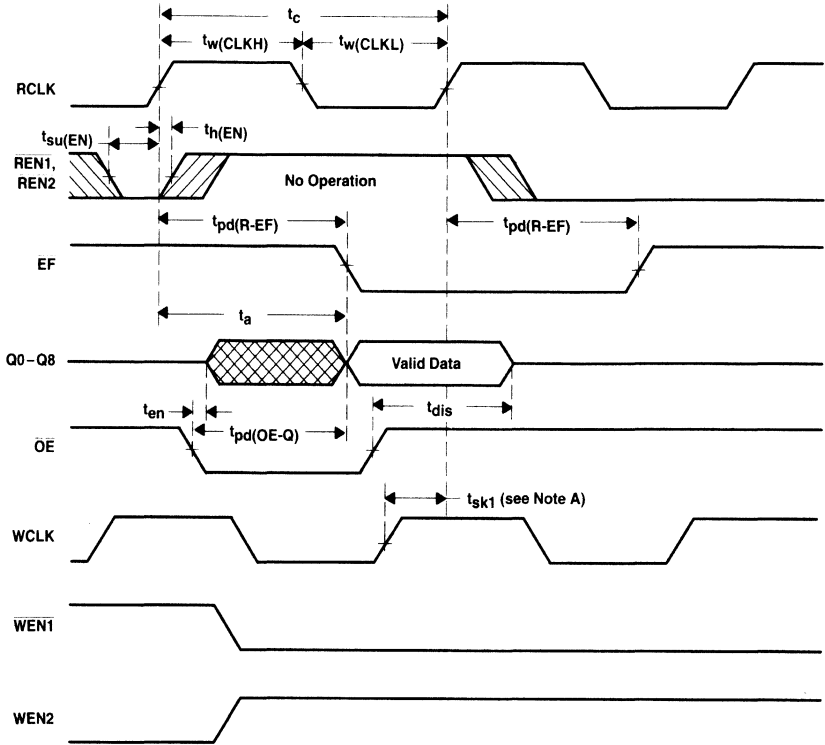 tc
tw(CLKH)
tw(CLKL)
RCLK
tsu(EN)
th(EN)
REN1,
REN2
No Operation
tpd(R-EF)
tpd(R-EF)
EF
ta
Q0–Q8
Valid Data
ten
tpd(OE-Q)
tdis
OE
tsk1 (see Note A)
WCLK
WEN1
WEN2